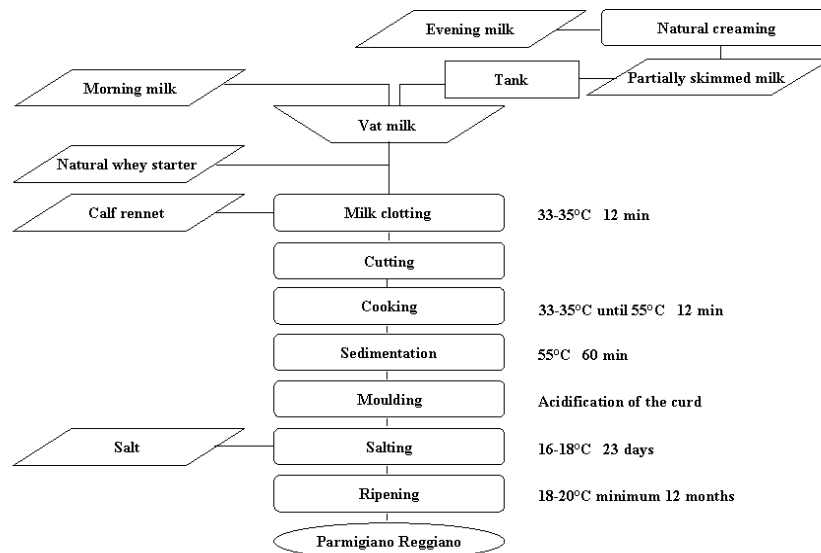 Evening milk
Natural creaming
Morning milk
Tank
Partially skimmed milk
Vat milk
Natural whey starter
Calf rennet
Milk clotting
33-35°C 12 min
Cutting
Cooking
33-35°C until 55°C 12 min
Sedimentation
55°C 60 min
Moulding
Acidification of the curd
Salt
Salting
16-18°C 23 days
Ripening
18-20°C minimum 12 months
Parmigiano Reggiano